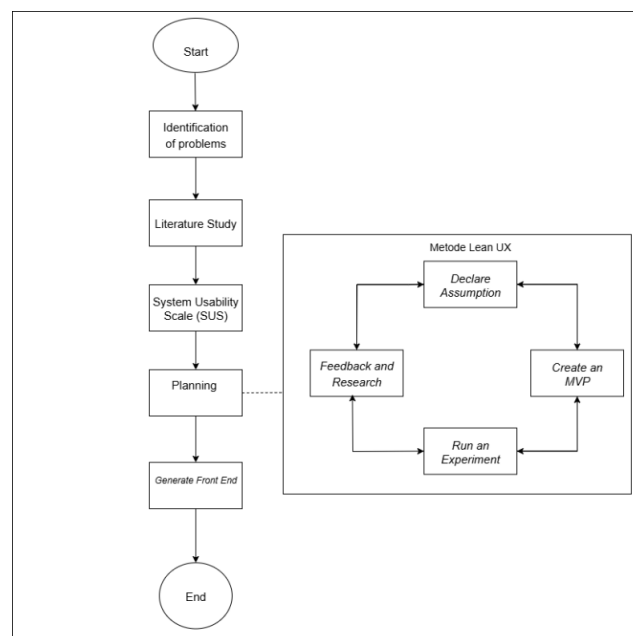 Start
Identification
of problems
Literature Study
System Usability
Scale (SUS)
Planning
Generate Front End
End
Metode Lean UX
Declare
Assumption
Feedback and
Research
Create an
MVP
Run an
Experiment